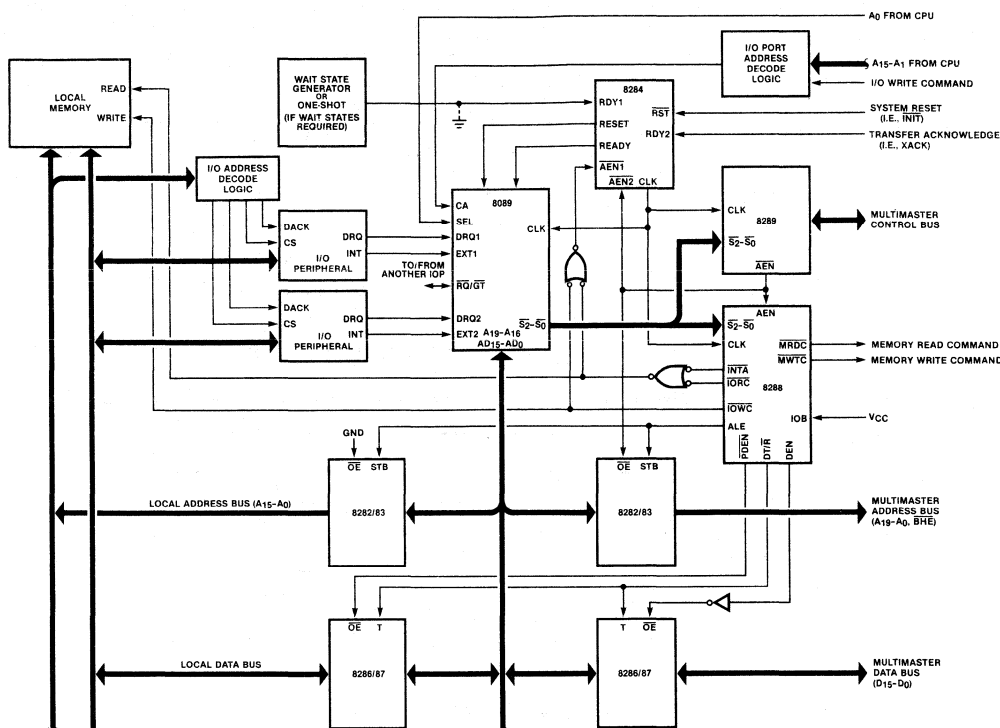 A0 FROM CPU
I/O PORT
ADDRESS
DECODE
LOGIC
A15-A1 FROM CPU
I/O WRITE COMMAND
LOCAL
MEMORY
READ
WRITE
WAIT STATE
GENERATOR
OR
ONE-SHOT
(IF WAIT STATES
REQUIRED)
8284
RDY1
RST
RESET
RDY2
READY
AEN1
AEN2 CLK
SYSTEM RESET
(I.E., INIT)
TRANSFER ACKNOWLEDGE
(I.E., XACK)
I/O ADDRESS
DECODE
LOGIC
8089
CA
SEL
DRQ1
EXT1
RQ/GT
DRQ2
EXT2
CLK
S2-S0
A19-A16
AD15-AD0
DACK
CS
DRQ
INT
I/O
PERIPHERAL
TO/FROM
ANOTHER IOP
DACK
CS
DRQ
INT
I/O
PERIPHERAL
CLK
8289
S2-S0
AEN
MULTIMASTER
CONTROL BUS
AEN
S2-S0
CLK
MRDC
MWTC
INTA
IORC
8288
IOWC
IOB
ALE
PDEN
DT/R
DEN
MEMORY READ COMMAND
MEMORY WRITE COMMAND
VCC
GND
OE STB
8282/83
OE STB
8282/83
LOCAL ADDRESS BUS (A15-A0)
MULTIMASTER
ADDRESS BUS
(A19-A0, BHE)
OE T
8286/87
T OE
8286/87
LOCAL DATA BUS
MULTIMASTER
DATA BUS
(D15-D0)